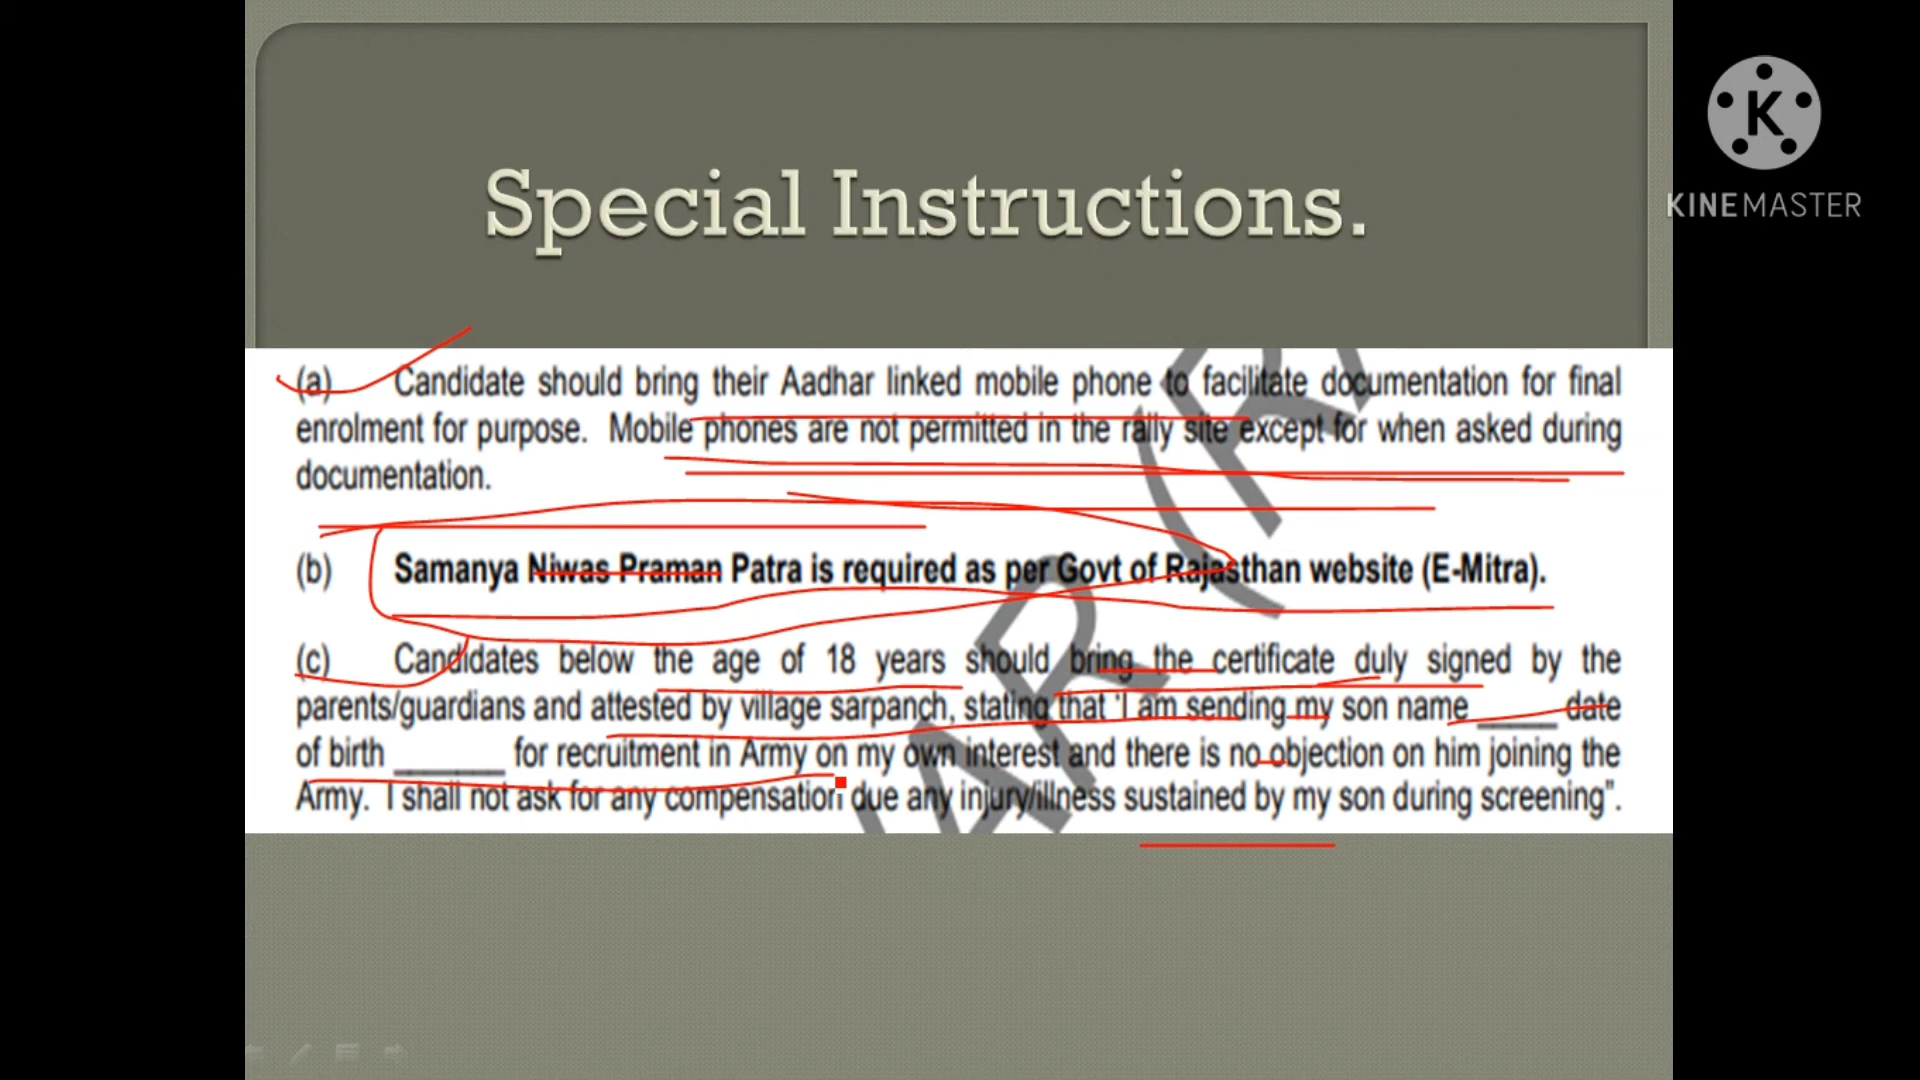 Special Instructions.
K
KINEMASTER
(a) Candidate should bring their Aadhar linked mobile phone to facilitate documentation for final
enrolment for purpose. Mobile phones are not permitted in the rally site except for when asked during
documentation.
(b) Samanya Niwas Praman Patra is required as per Govt of Rajasthan website (E-Mitra).
(c) Candidates below the age of 18 years should bring the certificate duly signed by the
parents/guardians and attested by village sarpanch, stating that ‘I am sending my son name _____ date
of birth _______ for recruitment in Army on my own interest and there is no objection on him joining the
Army. I shall not ask for any compensation due any injury/illness sustained by my son during screening”.